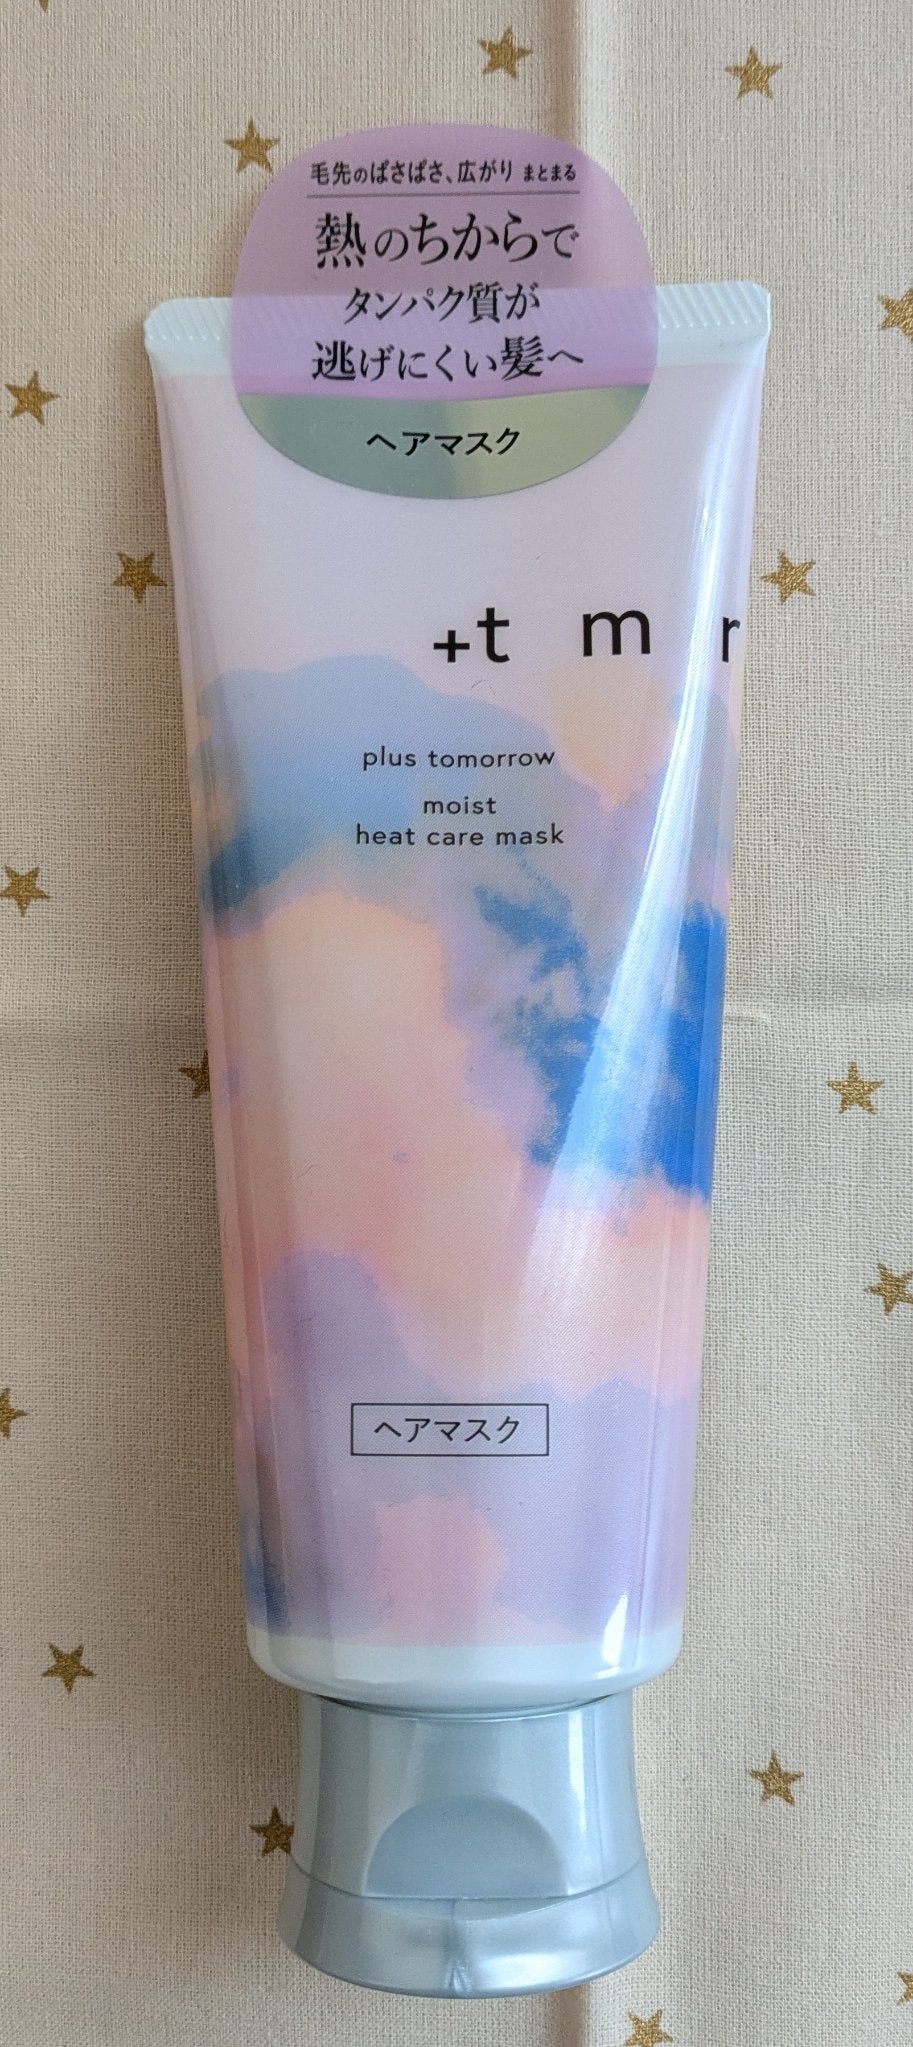 毛先のぱさぱさ、広がり まとまる
熱のちからで
タンパク質が
逃げにくい髪へ
ヘアマスク
+t m r
plus tomorrow
moist
heat care mask
ヘアマスク